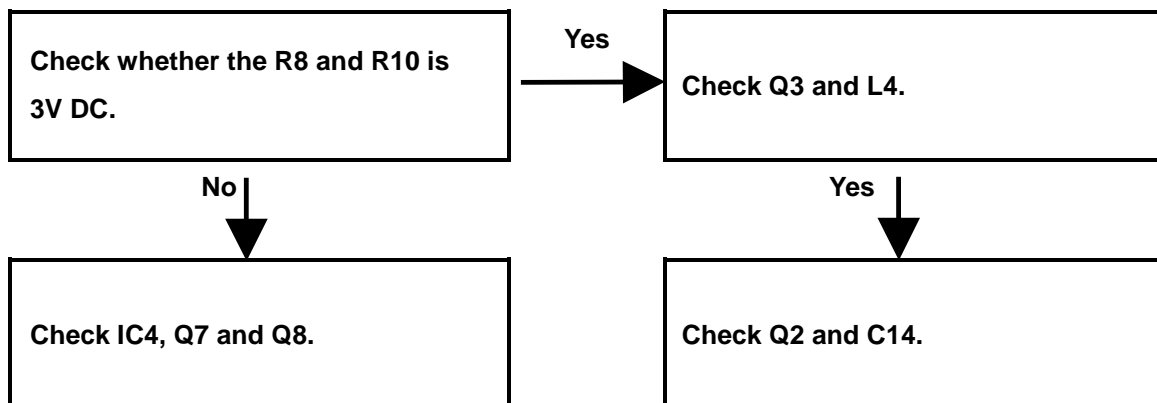 Check whether the R8 and R10 is
3V DC.
Yes
Check Q3 and L4.
No
Yes
Check IC4, Q7 and Q8.
Check Q2 and C14.